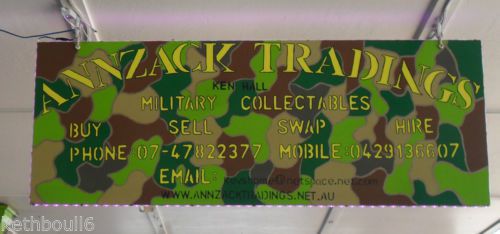 ANNZACK TRADINGS
KEN HALL
MILITARY COLLECTABLES
BUY SELL SWAP HIRE
PHONE:07-47822377 MOBILE:0429136607
EMAIL:
WWW.ANNZACKTRADINGS.NET.AU
kethboull6